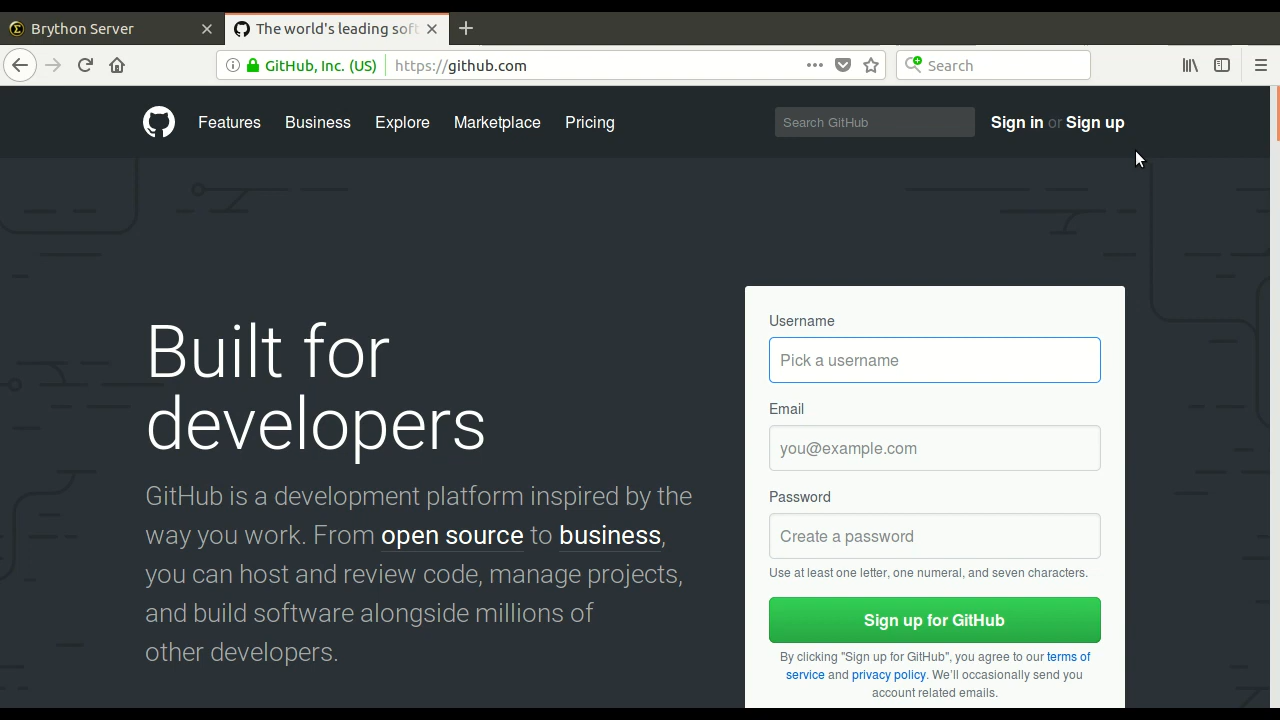 Brython Server
The world's leading soft
GitHub, Inc. (US)
https://github.com
Search
Features
Business
Explore
Marketplace
Pricing
Search GitHub
Sign in or Sign up
Built for
developers
GitHub is a development platform inspired by the
way you work. From open source to business,
you can host and review code, manage projects,
and build software alongside millions of
other developers.
Username
Pick a username
Email
you@example.com
Password
Create a password
Use at least one letter, one numeral, and seven characters.
Sign up for GitHub
By clicking "Sign up for GitHub", you agree to our terms of
service and privacy policy. We'll occasionally send you
account related emails.